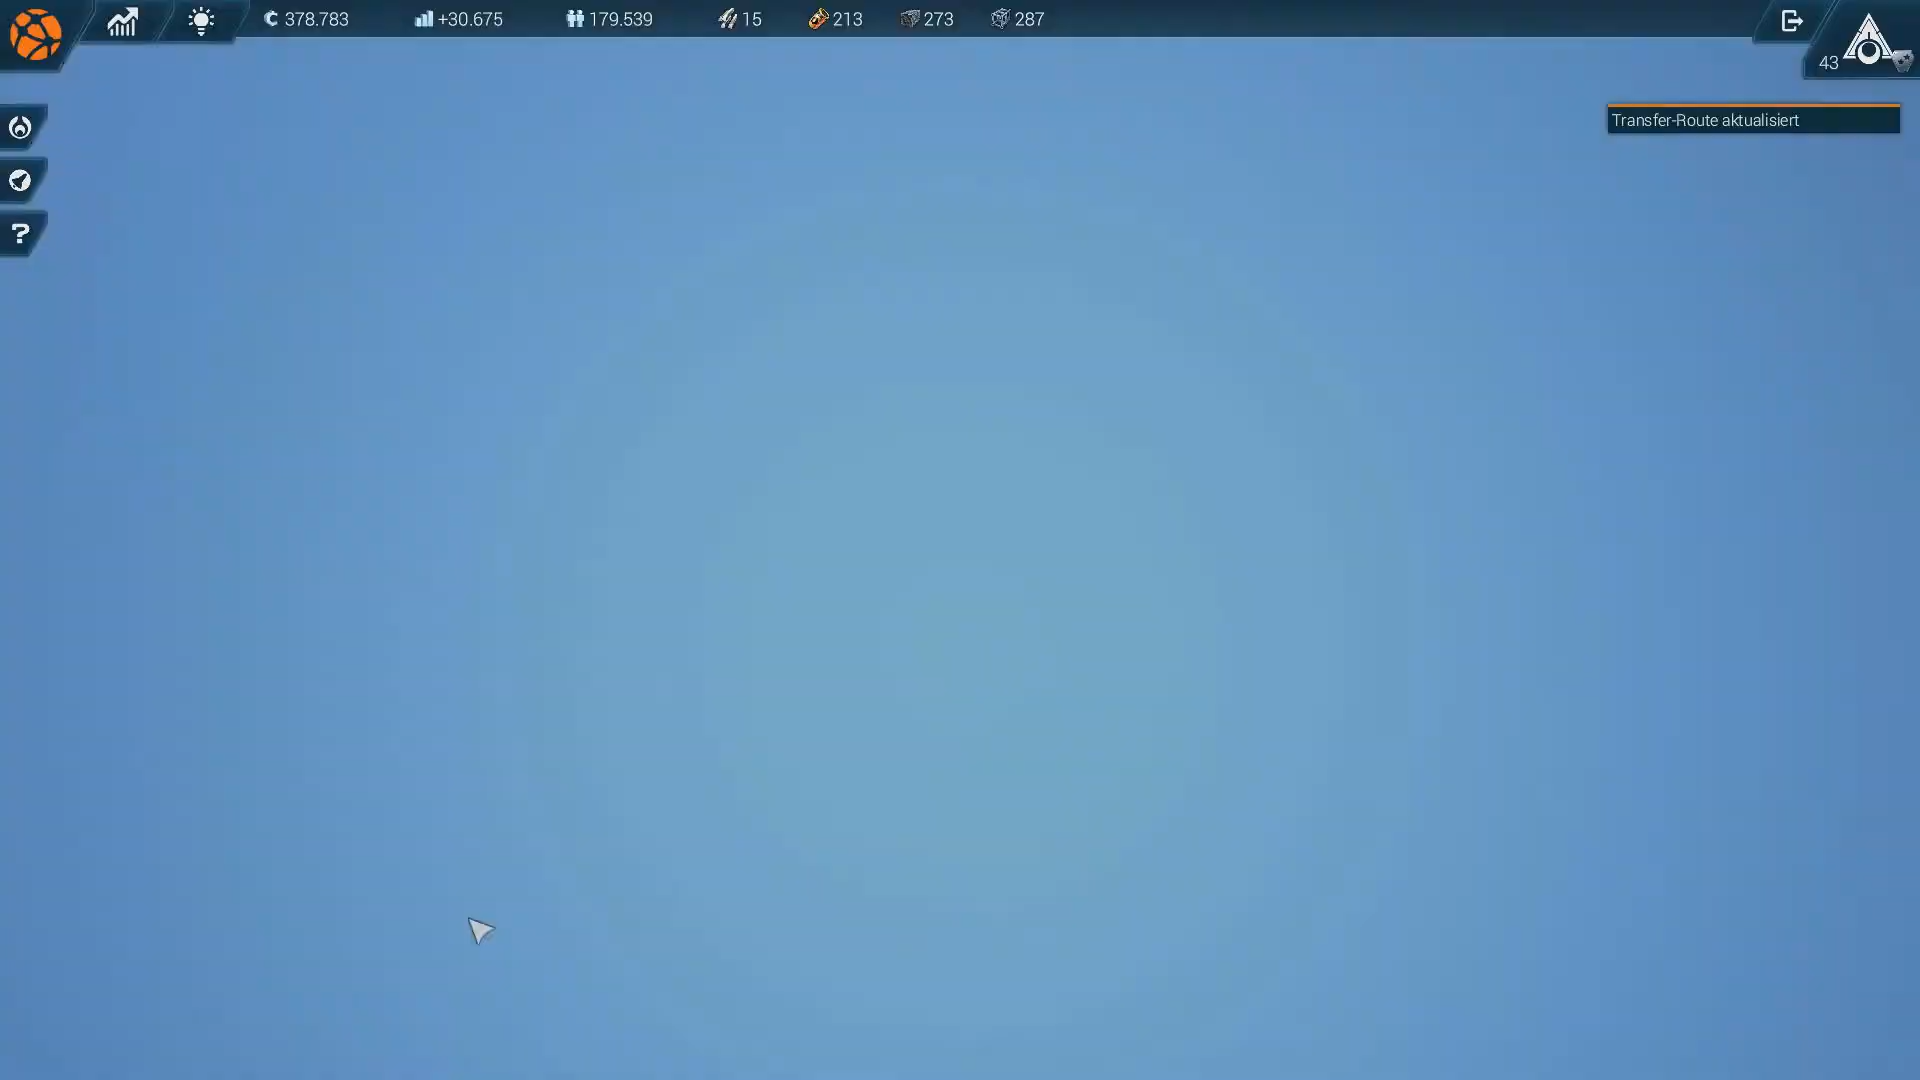 378.783 +30.675 179.539 15 213 273 287
43
Transfer-Route aktualisiert
?